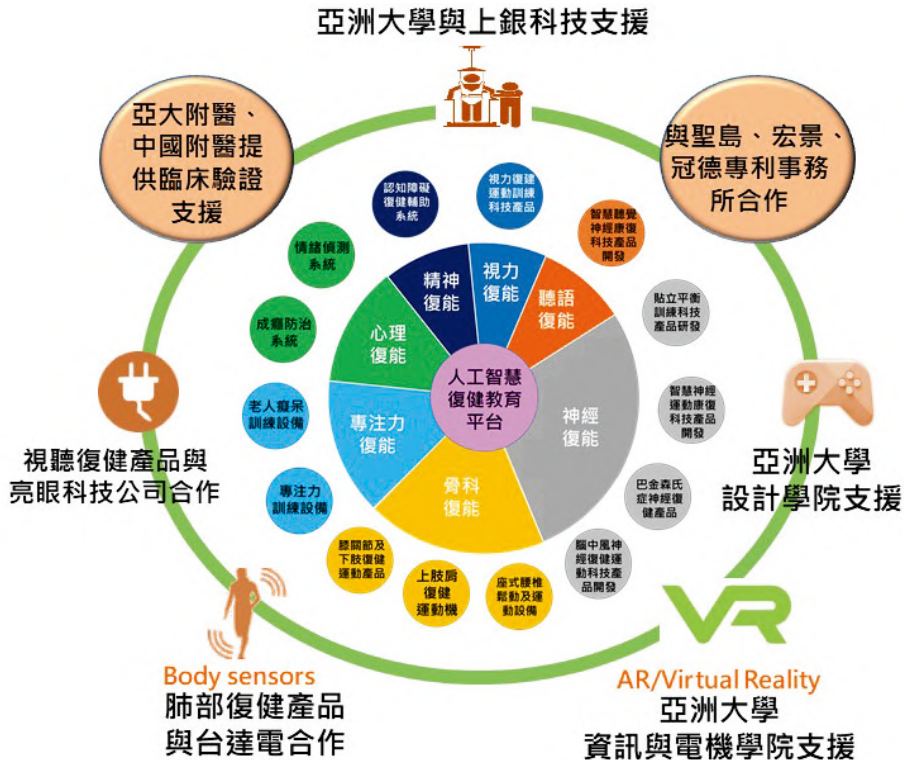 亞洲大學與上銀科技支援
亞大附醫、
中國附醫提
供臨床驗證
支援
與聖島、宏景、
冠德專利事務
所合作
認知障礙
復健輔助
系統
視力復建
運動訓練
科技產品
智慧聽覺
神經康復
科技產品
開發
情緒偵測
系統
貼立平衡
訓練科技
產品研發
成癮防治
系統
智慧神經
運動康復
科技產品
開發
老人癡呆
訓練設備
巴金森氏
症神經復
健產品
專注力
訓練設備
腦中風神
經復健運
動科技產
品開發
膝關節及
下肢復健
運動產品
上肢肩
復健
運動機
座式腰椎
鬆動及運
動設備
精神
復能
視力
復能
聽語
復能
心理
復能
人工智慧
復健教育
平台
神經
復能
專注力
復能
骨科
復能
視聽復健產品與
亮眼科技公司合作
亞洲大學
設計學院支援
VR
Body sensors
肺部復健產品
與台達電合作
AR/Virtual Reality
亞洲大學
資訊與電機學院支援